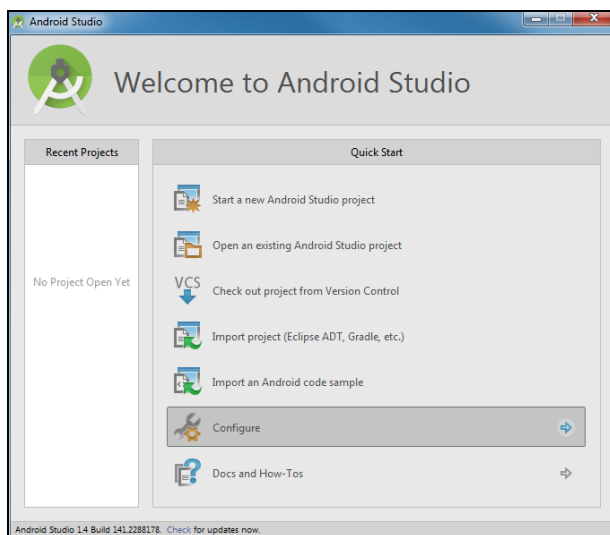 Android Studio
Welcome to Android Studio
Recent Projects
No Project Open Yet
Quick Start
Start a new Android Studio project
Open an existing Android Studio project
VCS
Check out project from Version Control
Import project (Eclipse ADT, Gradle, etc.)
Import an Android code sample
Configure
Docs and How-Tos
Android Studio 1.4 Build 141.2288178. Check for updates now.